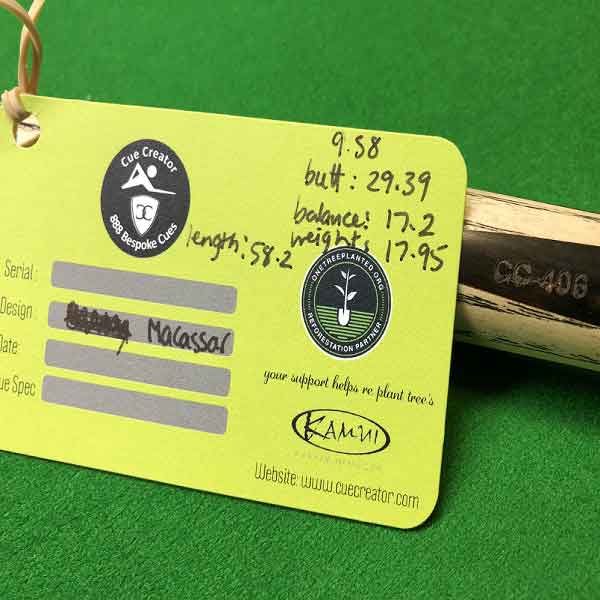 Cue Creator
888 Bespoke Cues
9.58
butt: 29.39
balance: 17.2
weight: 17.95
length: 58.2
CC-406
ONETREEPLANTED.ORG
REFORESTATION PARTNER
Serial:
Design: Macassar
Date:
ue Spec
your support helps re plant tree's
KAMUI
Website: www.cuecreator.com